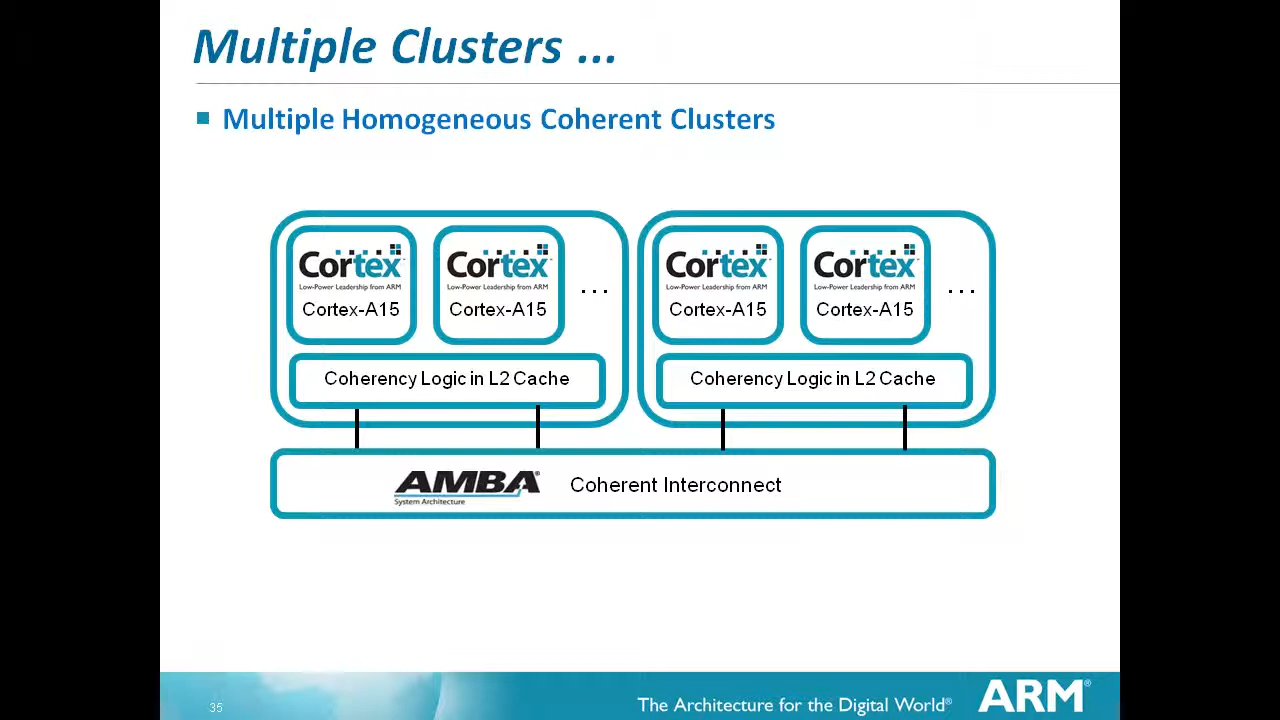 Multiple Clusters ...
Multiple Homogeneous Coherent Clusters
Cortex
Low-Power Leadership from ARM
Cortex-A15
Cortex
Low-Power Leadership from ARM
Cortex-A15
...
Coherency Logic in L2 Cache
Cortex
Low-Power Leadership from ARM
Cortex-A15
Cortex
Low-Power Leadership from ARM
Cortex-A15
...
Coherency Logic in L2 Cache
AMBA®
System Architecture
Coherent Interconnect
35
The Architecture for the Digital World®
ARM®